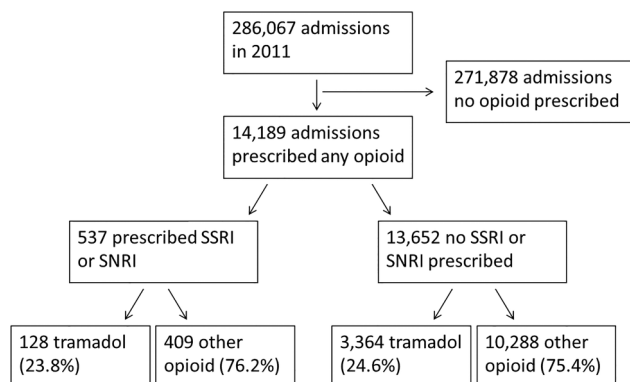 286,067 admissions
in 2011
271,878 admissions
no opioid prescribed
14,189 admissions
prescribed any opioid
537 prescribed SSRI
or SNRI
13,652 no SSRI or
SNRI prescribed
128 tramadol
(23.8%)
409 other
opioid (76.2%)
3,364 tramadol
(24.6%)
10,288 other
opioid (75.4%)